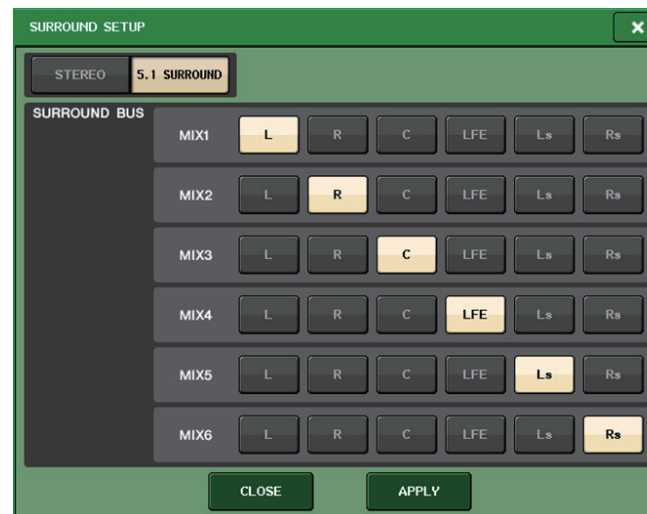 SURROUND SETUP
STEREO 5.1 SURROUND
SURROUND BUS
MIX1 L R C LFE Ls Rs
MIX2 L R C LFE Ls Rs
MIX3 L R C LFE Ls Rs
MIX4 L R C LFE Ls Rs
MIX5 L R C LFE Ls Rs
MIX6 L R C LFE Ls Rs
CLOSE APPLY